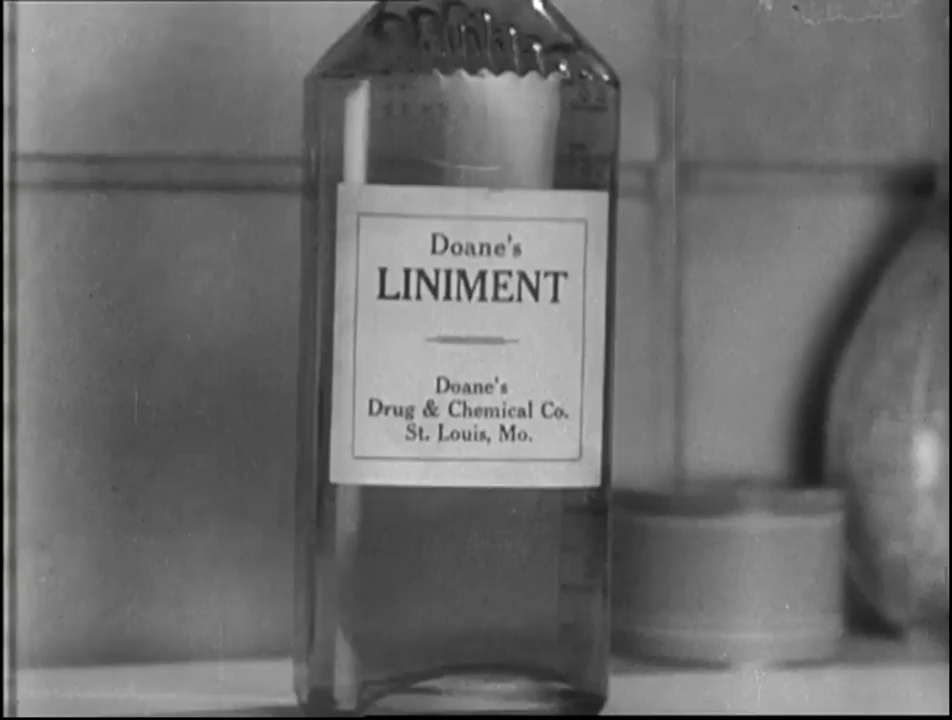 Doane's
LINIMENT
Doane's
Drug & Chemical Co.
St. Louis, Mo.